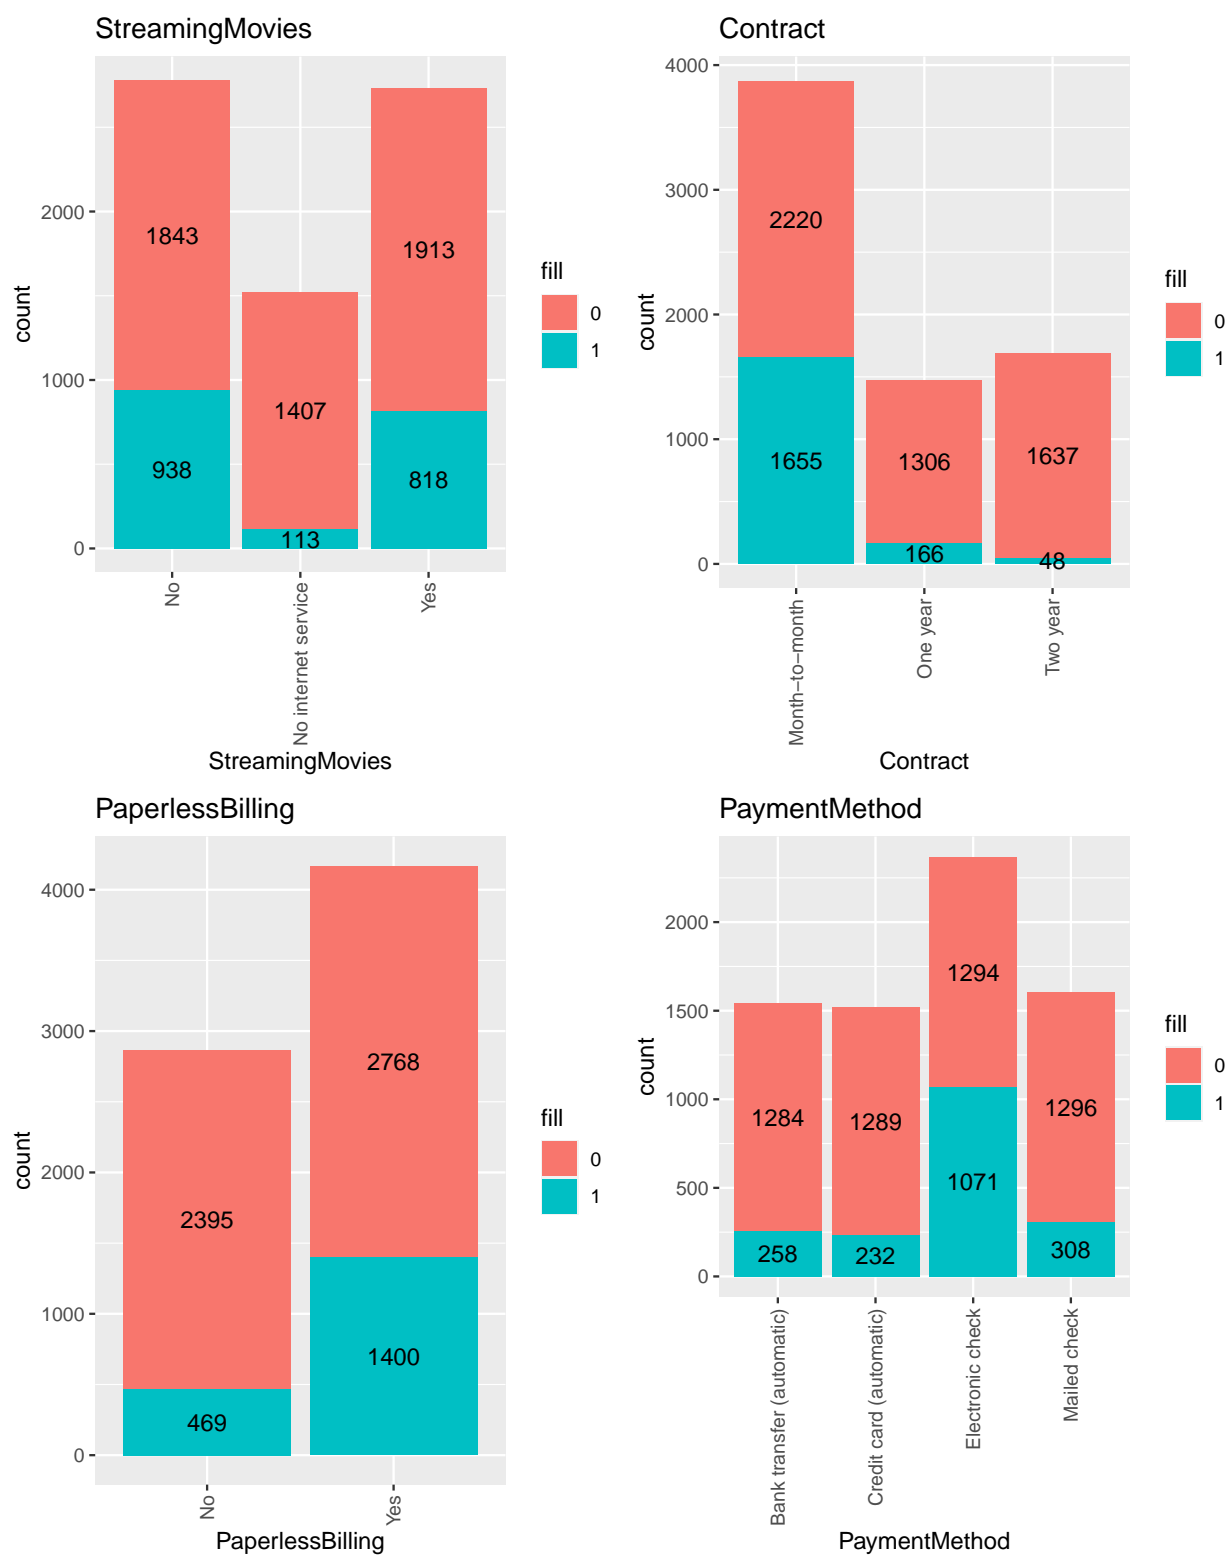 StreamingMovies
count
2000
1000
0
1843
938
1407
113
1913
818
No
No internet service
Yes
StreamingMovies
fill
0
1
Contract
count
4000
3000
2000
1000
0
2220
1655
1306
166
1637
48
Month−to−month
One year
Two year
Contract
fill
0
1
PaperlessBilling
count
4000
3000
2000
1000
0
2395
469
2768
1400
No
Yes
PaperlessBilling
fill
0
1
PaymentMethod
count
2000
1500
1000
500
0
1284
258
1289
232
1294
1071
1296
308
Bank transfer (automatic)
Credit card (automatic)
Electronic check
Mailed check
PaymentMethod
fill
0
1